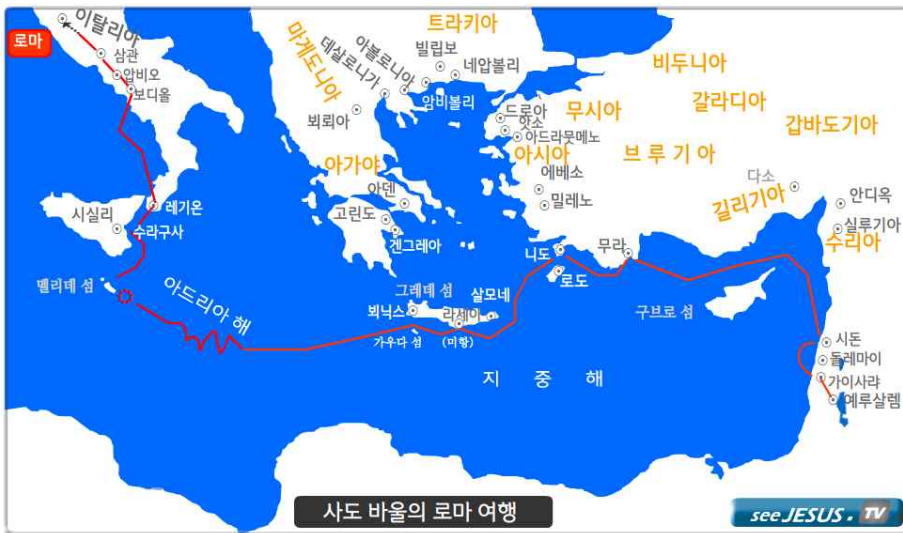 이탈리아
로마
삼관
압비오
보디올
트라키아
마게도니아
데살로니가
아볼로니아
빌립보
네압볼리
암비볼리
뵈뢰아
비두니아
갈라디아
갑바도기아
드로아
앗소
아드라뭇메노
무시아
아시아
브루기아
아가야
에베소
밀레노
다소
길리기아
안디옥
실루기아
수리아
아덴
고린도
겐그레아
시실리
레기온
수라구사
니도
무라
로도
멜리데 섬
아드리아 해
그레데 섬
살모네
뵈닉스
라세아
가우다 섬
(미항)
구브로 섬
시돈
돌레마이
가이사랴
예루살렘
지 중 해
사도 바울의 로마 여행
seeJESUS. TV